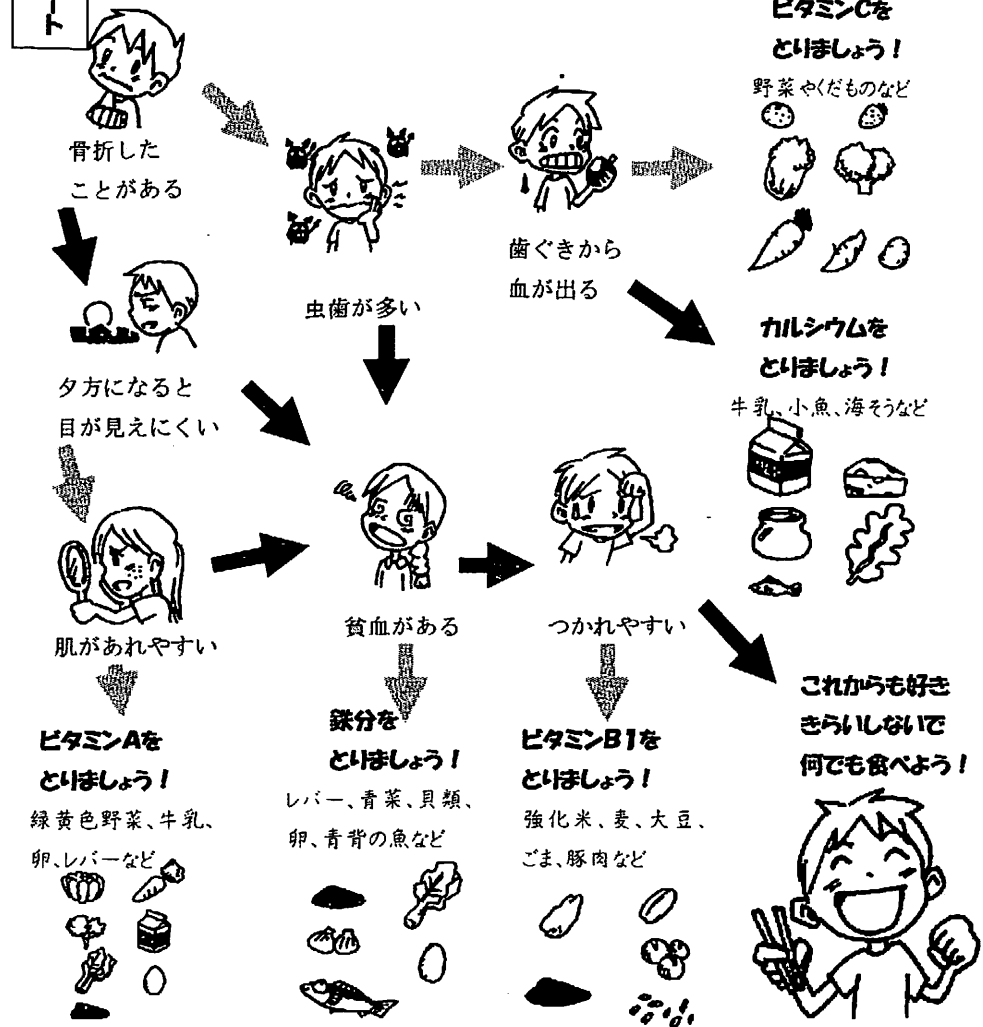 ート
骨折した
ことがある
虫歯が多い
歯ぐきから
血が出る
ビタミンCを
とりましょう！
野菜やくだものなど
夕方になると
目が見えにくい
カルシウムを
とりましょう！
牛乳、小魚、海そうなど
肌があれやすい
貧血がある
つかれやすい
ビタミンAを
とりましょう！
緑黄色野菜、牛乳、
卵、レバーなど
鉄分を
とりましょう！
レバー、青菜、貝類、
卵、青背の魚など
ビタミンB1を
とりましょう！
強化米、麦、大豆、
ごま、豚肉など
これからも好き
きらいしないで
何でも食べよう！